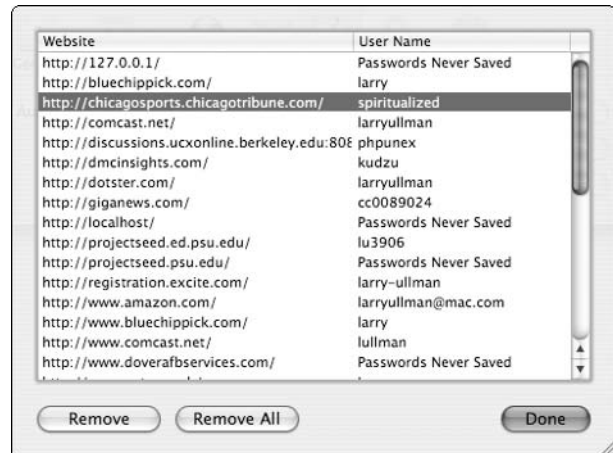 Website User Name
http://127.0.0.1/ Passwords Never Saved
http://bluechippick.com/ larry
http://chicagosports.chicagotribune.com/ spiritualized
http://comcast.net/ larryullman
http://discussions.ucxonline.berkeley.edu:808 phpunex
http://dmcinsights.com/ kudzu
http://dotster.com/ larryullman
http://giganews.com/ cc0089024
http://localhost/ Passwords Never Saved
http://projectseed.ed.psu.edu/ lu3906
http://projectseed.psu.edu/ Passwords Never Saved
http://registration.excite.com/ larry-ullman
http://www.amazon.com/ larryullman@mac.com
http://www.bluechippick.com/ larry
http://www.comcast.net/ lullman
http://www.doverafbservices.com/ Passwords Never Saved
Remove Remove All Done